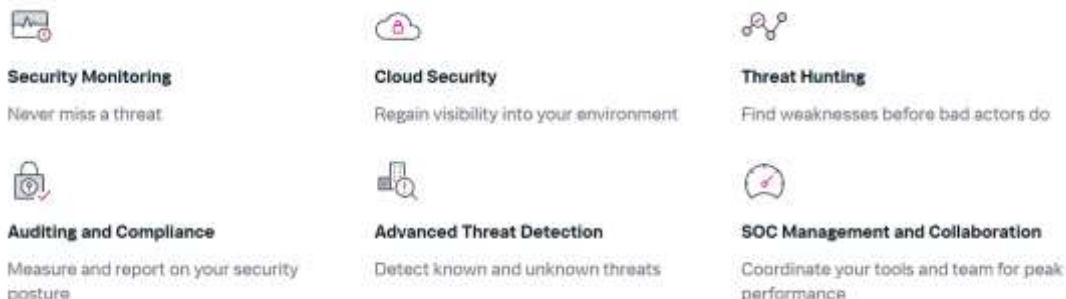 Security Monitoring
Never miss a threat
Cloud Security
Regain visibility into your environment
Threat Hunting
Find weaknesses before bad actors do
Auditing and Compliance
Measure and report on your security
posture
Advanced Threat Detection
Detect known and unknown threats
SOC Management and Collaboration
Coordinate your tools and team for peak
performance